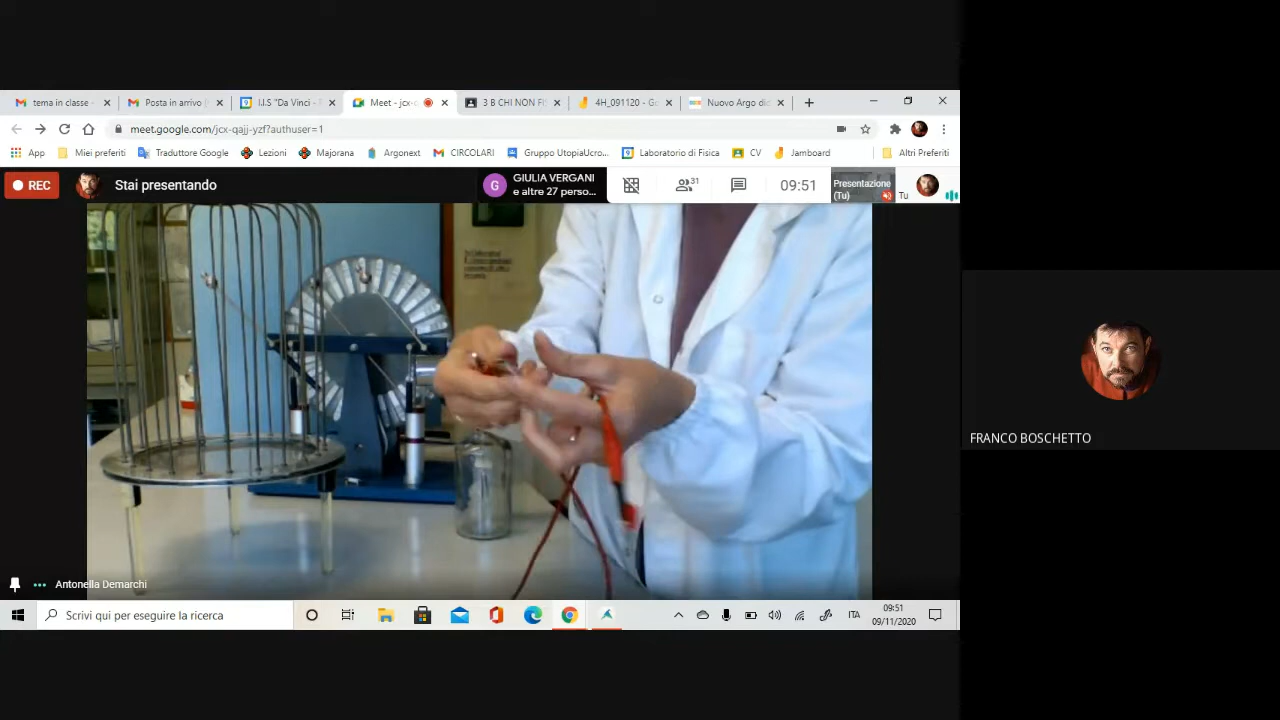 tema in classe -
Posta in arrivo
I.I.S "Da Vinci -
Meet - jcx-q
3 B CHI NON FI
4H_091120 - Go
Nuovo Argo di
meet.google.com/jcx-qajj-yzf?authuser=1
App
Miei preferiti
Traduttore Google
Lezioni
Majorana
Argonext
CIRCOLARI
Gruppo UtopiaUcro...
Laboratorio di Fisica
CV
Jamboard
Altri Preferiti
REC
Stai presentando
G
GIULIA VERGANI
e altre 27 perso...
31
09:51
Presentazione
(Tu)
Tu
FRANCO BOSCHETTO
Antonella Demarchi
Scrivi qui per eseguire la ricerca
ITA
09:51
09/11/2020